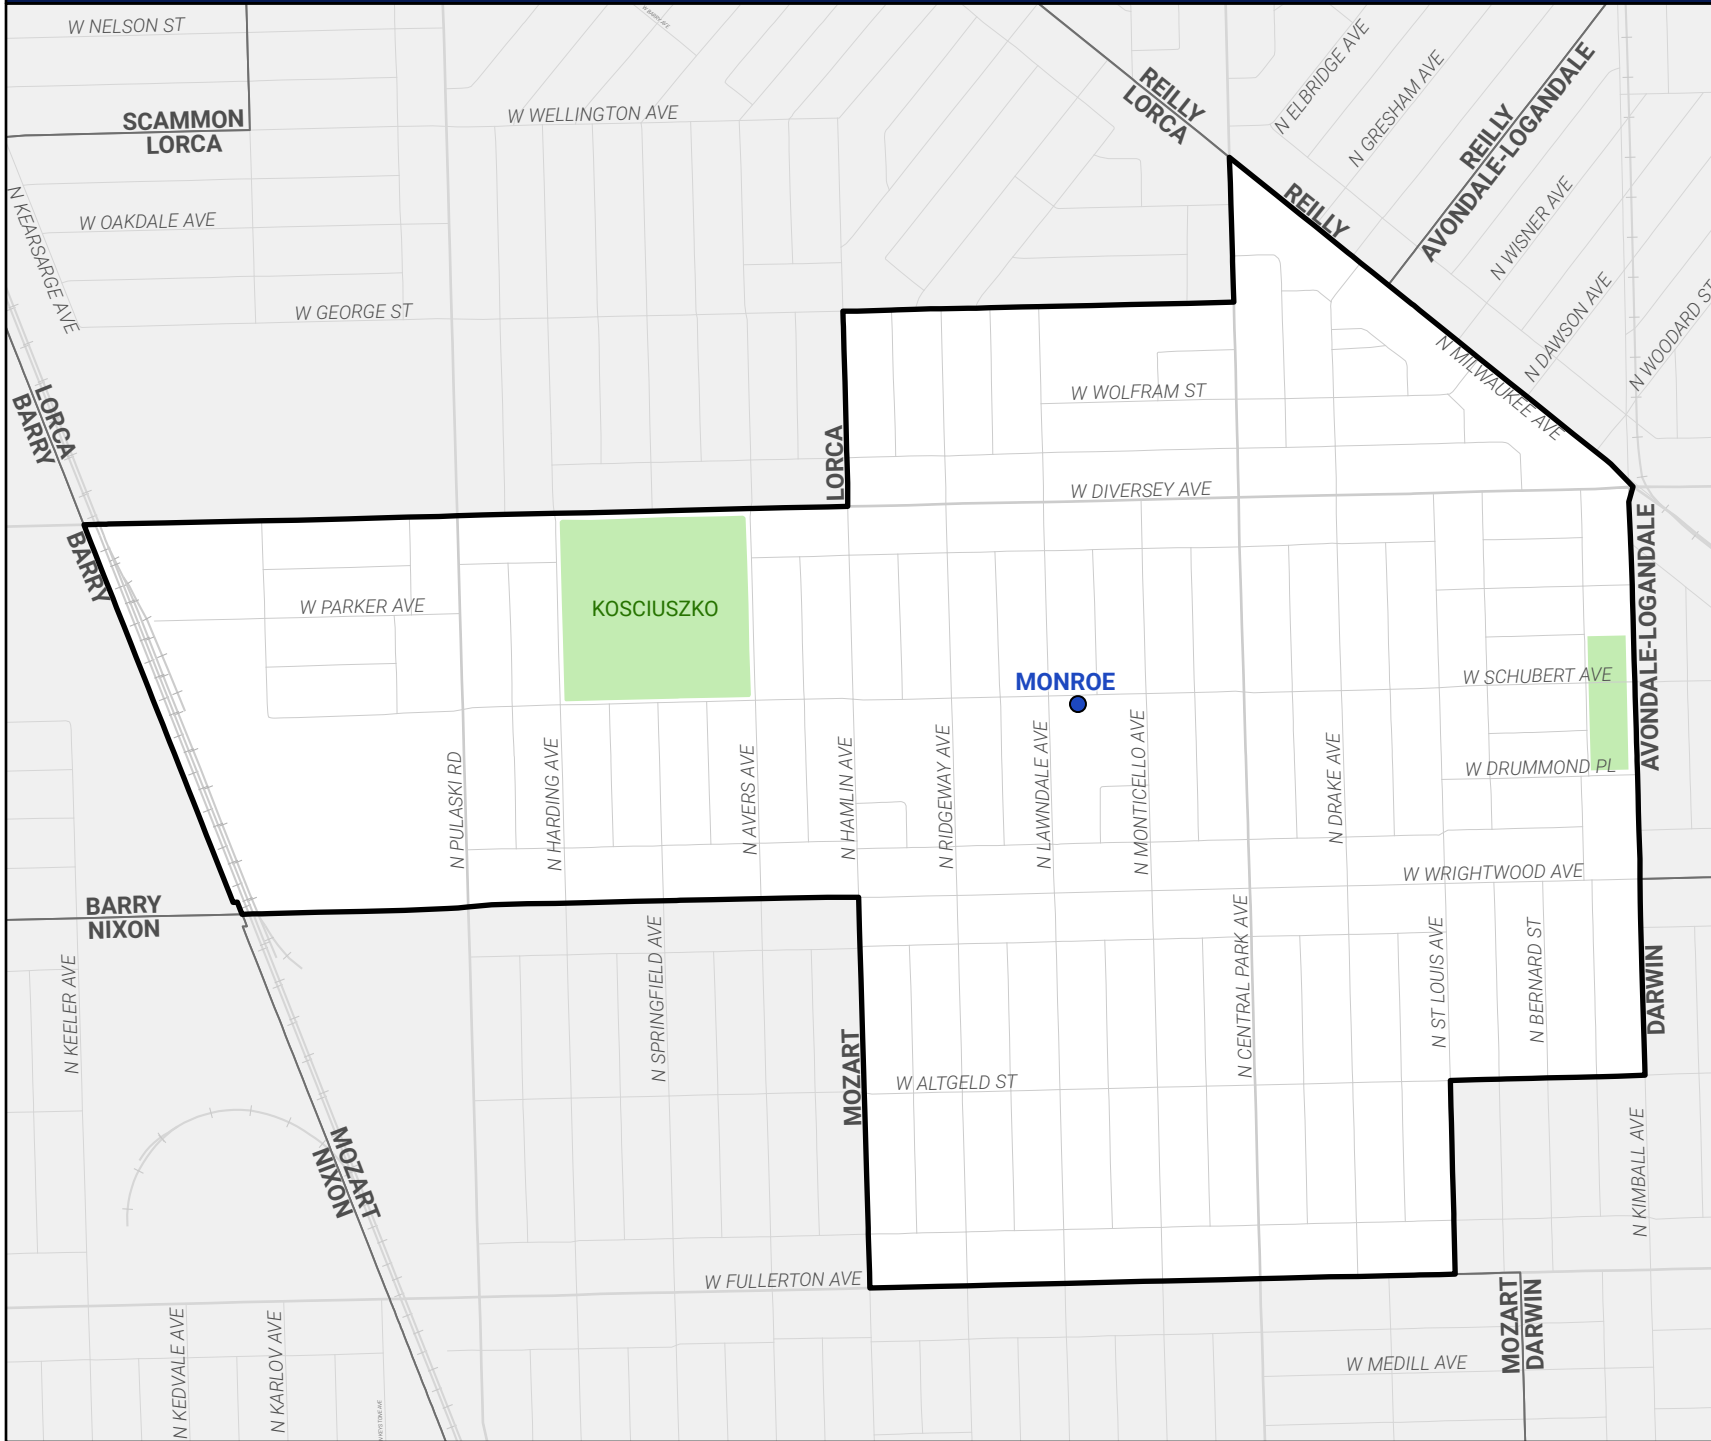 W NELSON ST
W BARRY AVE
SCAMMON
LORCA
W WELLINGTON AVE
REILLY
LORCA
N ELBRIDGE AVE
N GRESHAM AVE
REILLY
AVONDALE-LOGANDALE
N KEARSARGE AVE
W OAKDALE AVE
REILLY
N WISNER AVE
W GEORGE ST
N DAWSON AVE
N WOODARD ST
N MILWAUKEE AVE
LORCA
BARRY
W WOLFRAM ST
LORCA
W DIVERSEY AVE
BARRY
AVONDALE-LOGANDALE
W PARKER AVE
KOSCIUSZKO
MONROE
W SCHUBERT AVE
W DRUMMOND PL
N PULASKI RD
N HARDING AVE
N AVERS AVE
N HAMLIN AVE
N RIDGEWAY AVE
N LAWNDALE AVE
N MONTICELLO AVE
N DRAKE AVE
W WRIGHTWOOD AVE
BARRY
NIXON
N KEELER AVE
N SPRINGFIELD AVE
N CENTRAL PARK AVE
N ST LOUIS AVE
N BERNARD ST
DARWIN
MOZART
W ALTGELD ST
MOZART
NIXON
N KIMBALL AVE
W FULLERTON AVE
MOZART
DARWIN
N KEDVALE AVE
N KARLOV AVE
N KEYSTONE AVE
W MEDILL AVE